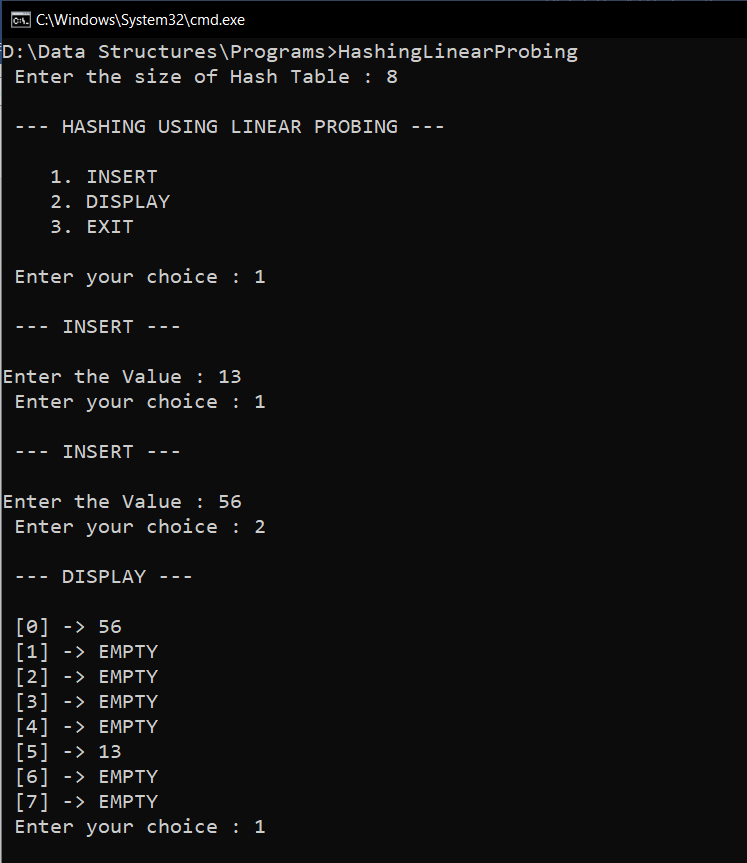 C:\Windows\System32\cmd.exe
D:\Data Structures\Programs>HashingLinearProbing
Enter the size of Hash Table : 8
--- HASHING USING LINEAR PROBING ---
1. INSERT
2. DISPLAY
3. EXIT
Enter your choice : 1
--- INSERT ---
Enter the Value : 13
Enter your choice : 1
--- INSERT ---
Enter the Value : 56
Enter your choice : 2
--- DISPLAY ---
[0] -> 56
[1] -> EMPTY
[2] -> EMPTY
[3] -> EMPTY
[4] -> EMPTY
[5] -> 13
[6] -> EMPTY
[7] -> EMPTY
Enter your choice : 1